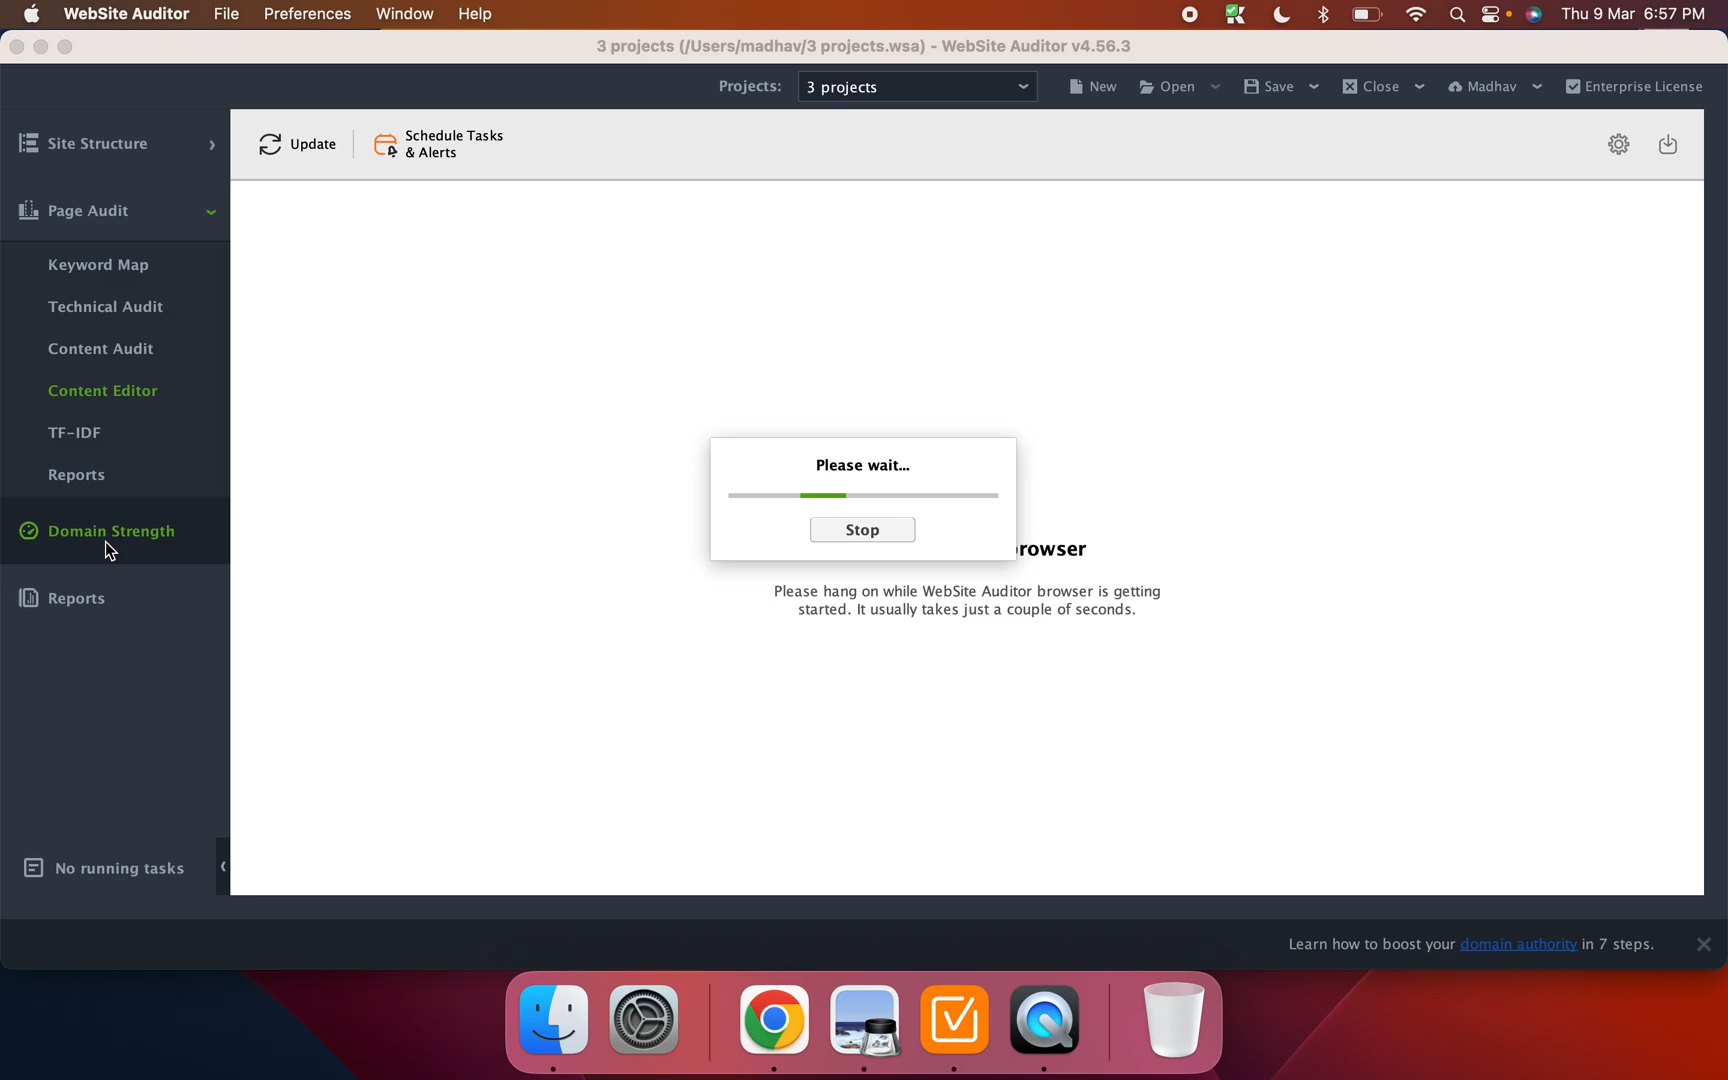 WebSite Auditor File Preferences Window Help Thu 9 Mar 6:57 PM
3 projects (/Users/madhav/3 projects.wsa) - WebSite Auditor v4.56.3
Projects: 3 projects New Open Save Close Madhav Enterprise License
Site Structure
Update
Schedule Tasks
& Alerts
Page Audit
Keyword Map
Technical Audit
Content Audit
Content Editor
TF-IDF
Reports
Domain Strength
Reports
No running tasks
Please wait...
Stop
Please hang on while WebSite Auditor browser is getting
started. It usually takes just a couple of seconds.
Learn how to boost your domain authority in 7 steps.